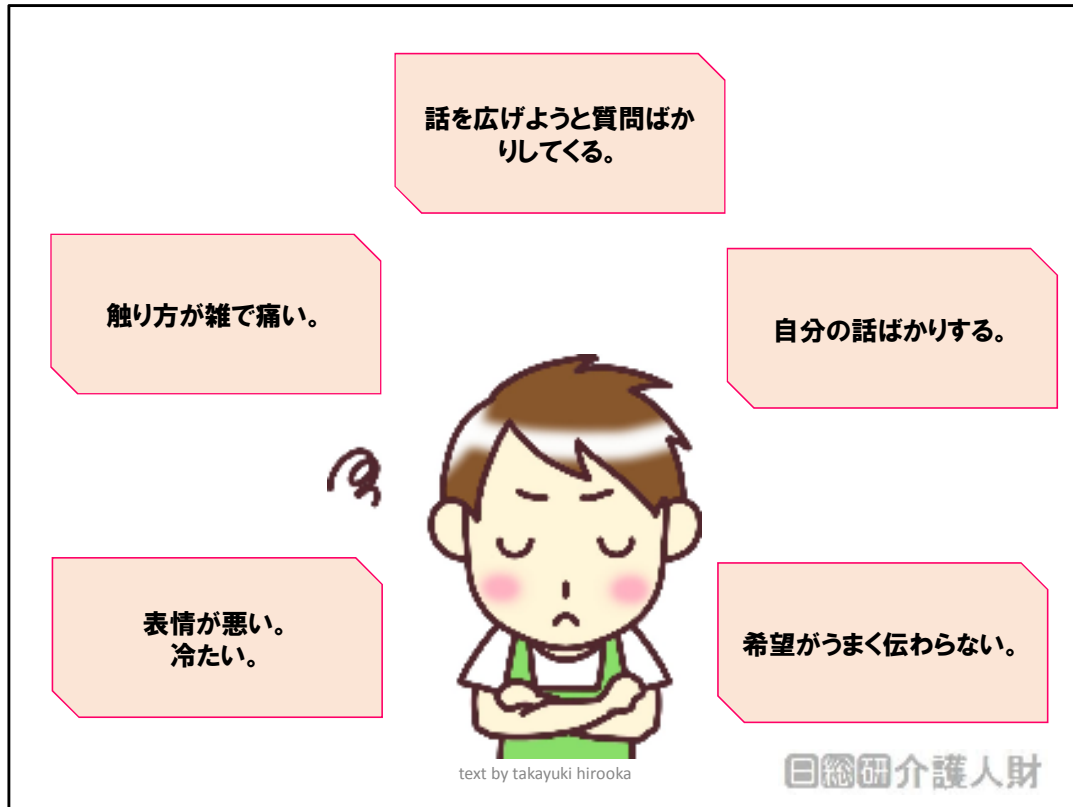 話を広げようと質問ばか
りしてくる。
触り方が雑で痛い。
自分の話ばかりする。
表情が悪い。
冷たい。
希望がうまく伝わらない。
text by takayuki hirooka
日総研介護人財